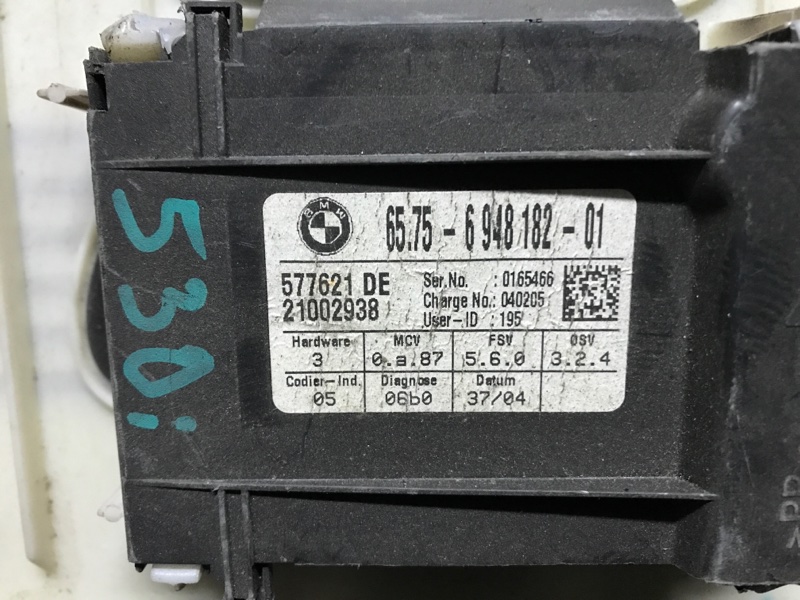 530i
BMW
65.75 - 6 948 182 - 01
577621 DE
21002938
Ser.No. : 0165466
Charge No.: 040205
User-ID : 195
Hardware MCV FSV OSV
3 0.a.87 5.6.0 3.2.4
Codier-Ind. Diagnose Datum
05 06b0 37/04